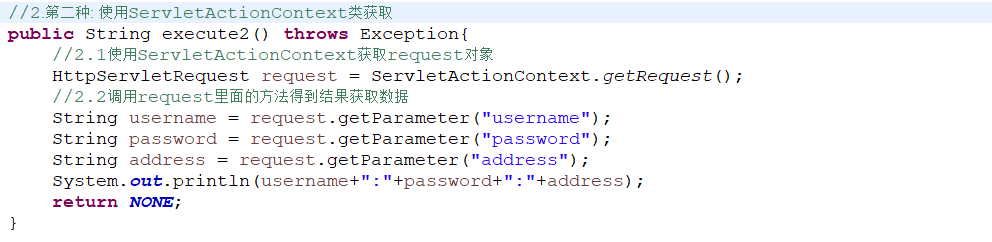 //2.第二种: 使用ServletActionContext类获取
public String execute2() throws Exception{
//2.1使用ServletActionContext获取request对象
HttpServletRequest request = ServletActionContext.getRequest();
//2.2调用request里面的方法得到结果获取数据
String username = request.getParameter("username");
String password = request.getParameter("password");
String address = request.getParameter("address");
System.out.println(username+":"+password+":"+address);
return NONE;
}